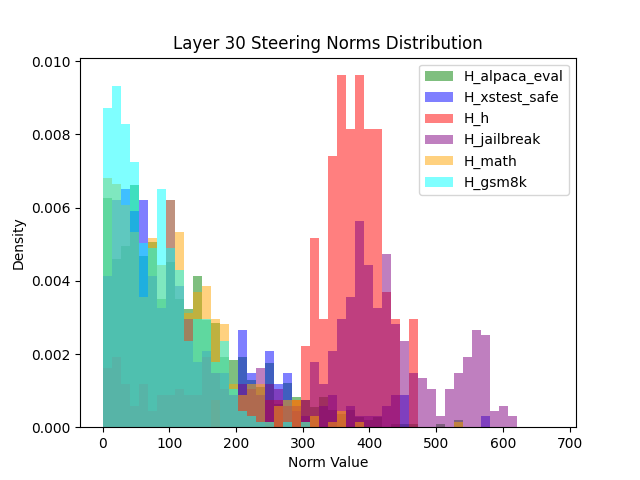 Layer 30 Steering Norms Distribution
0.010
0.008
0.006
0.004
0.002
0.000
Density
H_alpaca_eval
H_xstest_safe
H_h
H_jailbreak
H_math
H_gsm8k
0 100 200 300 400 500 600 700
Norm Value